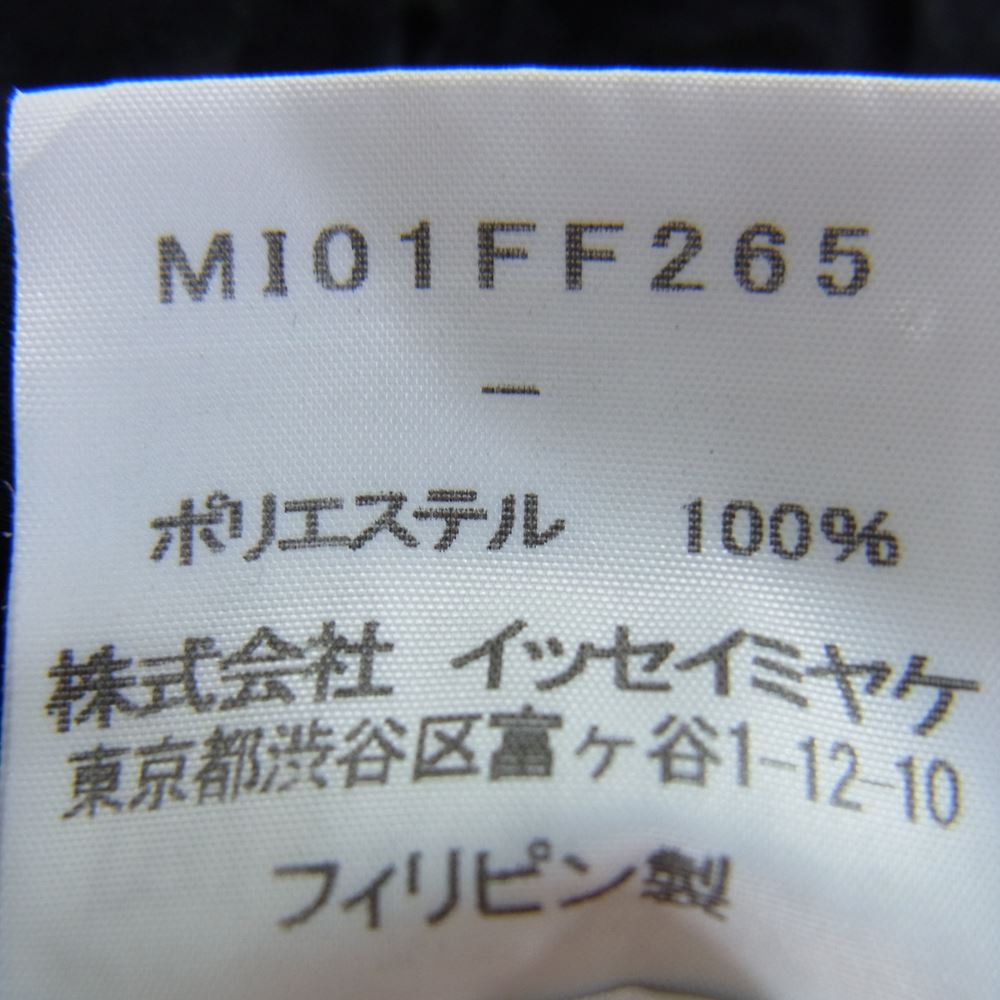 MI01FF265
—
ポリエステル 100%
株式会社 イッセイミヤケ
東京都渋谷区富ヶ谷1-12-10
フィリピン製